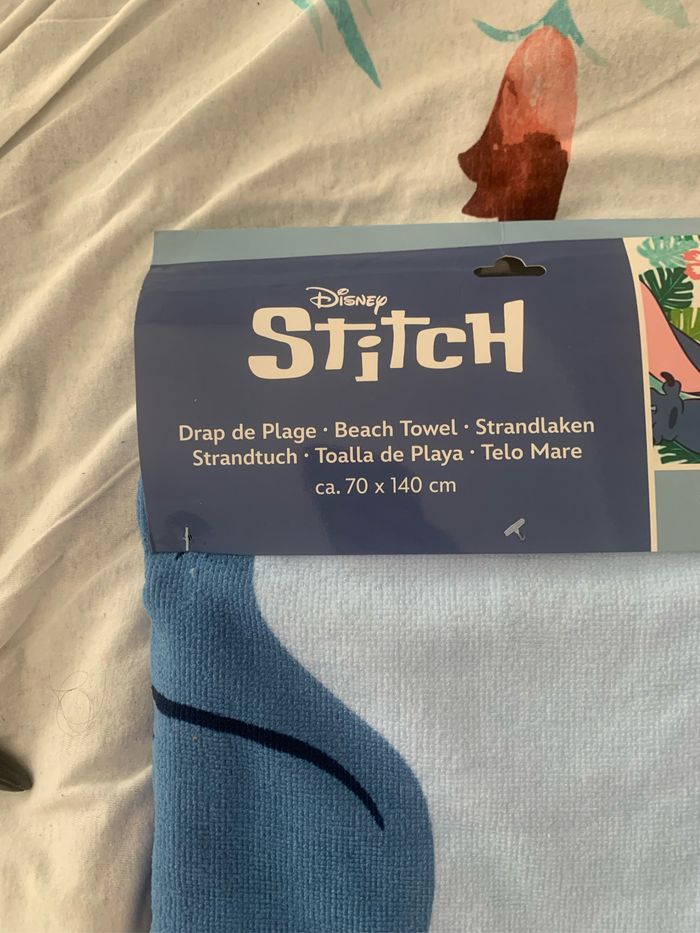 Disney
Stitch
Drap de Plage · Beach Towel · Strandlaken
Strandtuch · Toalla de Playa · Telo Mare
ca. 70 x 140 cm